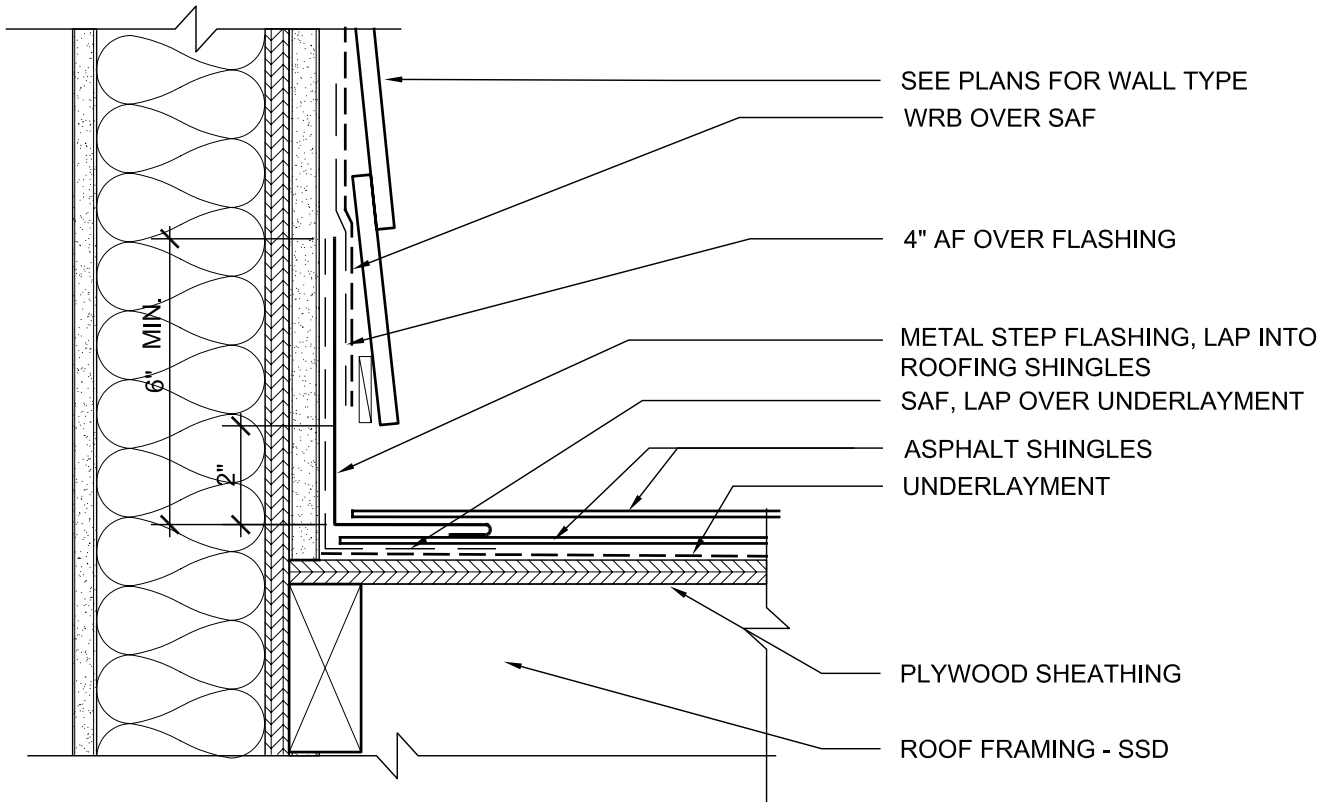 SEE PLANS FOR WALL TYPE
WRB OVER SAF
4" AF OVER FLASHING
METAL STEP FLASHING, LAP INTO
ROOFING SHINGLES
SAF, LAP OVER UNDERLAYMENT
ASPHALT SHINGLES
UNDERLAYMENT
PLYWOOD SHEATHING
ROOF FRAMING - SSD
6" MIN.
2"